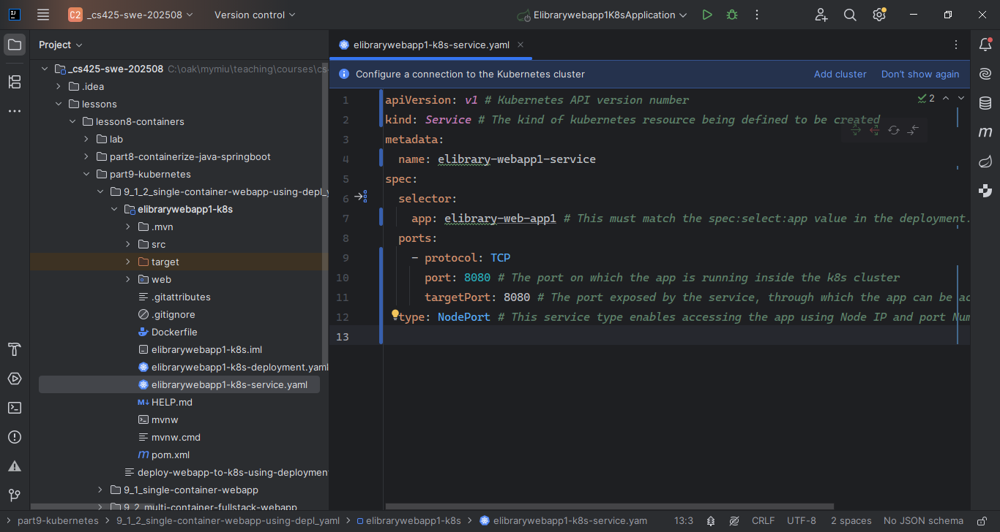 C2 _cs425-swe-202508 Version control Elibrarywebapp1K8sApplication
Project
elibrarywebapp1-k8s-service.yaml
_cs425-swe-202508 C:\oak\mymiu\teaching\courses\cs
.idea
lessons
lesson8-containers
lab
part8-containerize-java-springboot
part9-kubernetes
9_1_2_single-container-webapp-using-depl_y
elibrarywebapp1-k8s
.mvn
src
target
web
.gitattributes
.gitignore
Dockerfile
elibrarywebapp1-k8s.iml
elibrarywebapp1-k8s-deployment.yaml
elibrarywebapp1-k8s-service.yaml
HELP.md
mvnw
mvnw.cmd
pom.xml
deploy-webapp-to-k8s-using-deployment
9_1_single-container-webapp
9_2_multi-container-fullstack-webapp
Configure a connection to the Kubernetes cluster Add cluster Don't show again
1 apiVersion: v1 # Kubernetes API version number
2
2 kind: Service # The kind of kubernetes resource being defined to be created
3 metadata:
4 name: elibrary-webapp1-service
5 spec:
6 selector:
7 app: elibrary-web-app1 # This must match the spec:select:app value in the deployment.
8 ports:
9 - protocol: TCP
10 port: 8080 # The port on which the app is running inside the k8s cluster
11 targetPort: 8080 # The port exposed by the service, through which the app can be ac
12 type: NodePort # This service type enables accessing the app using Node IP and port Num
13
part9-kubernetes 9_1_2_single-container-webapp-using-depl_yaml elibrarywebapp1-k8s elibrarywebapp1-k8s-service.yam 13:3 CRLF UTF-8 2 spaces No JSON schema